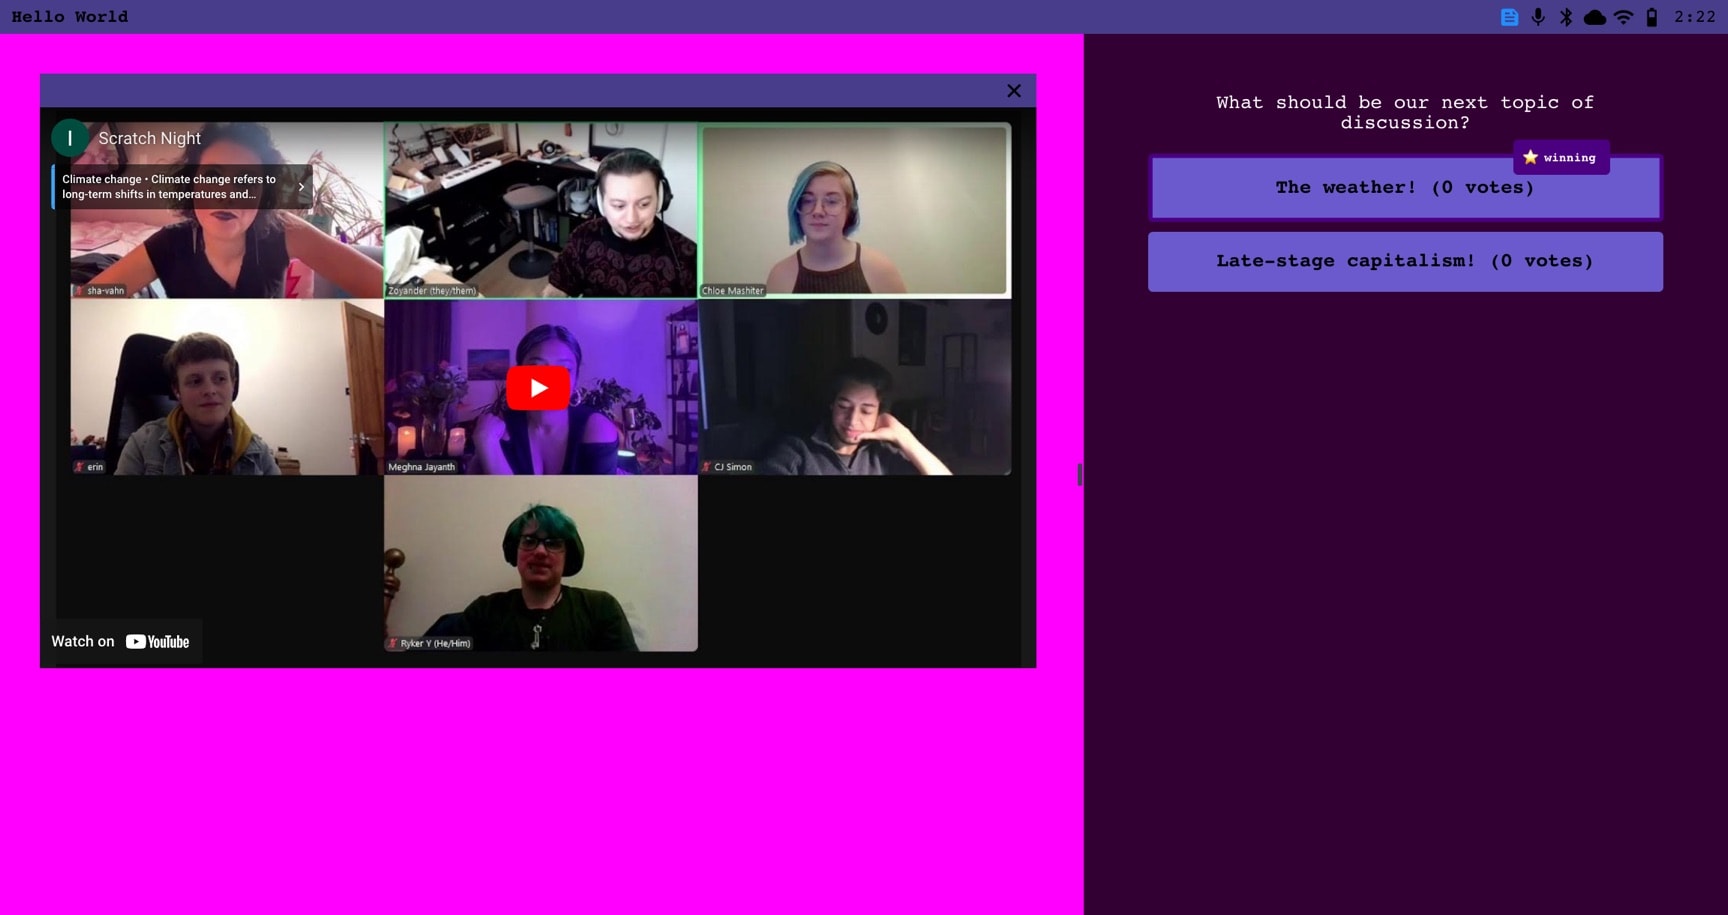 Hello World
2:22
I
Scratch Night
Climate change • Climate change refers to
long-term shifts in temperatures and...
sha-vahn
Zoyander (they/them)
Chloe Mashiter
erin
Meghna Jayanth
CJ Simon
Ryker Y (He/Him)
Watch on YouTube
What should be our next topic of
discussion?
winning
The weather! (0 votes)
Late-stage capitalism! (0 votes)